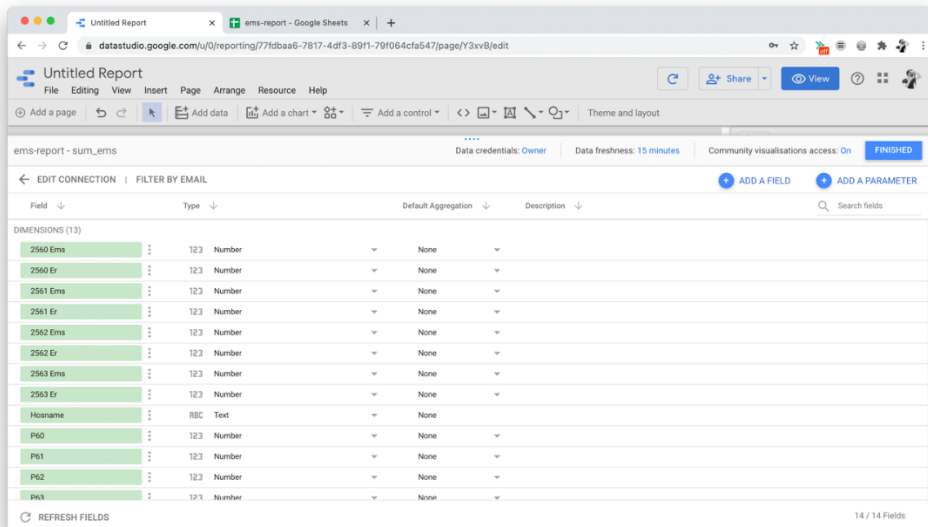 Untitled Report
ems-report - Google Sheets
datastudio.google.com/u/0/reporting/77fdbaa6-7817-4df3-89f1-79f064cfa547/page/Y3xvB/edit
off
Untitled Report
File Editing View Insert Page Arrange Resource Help
Share
View
Add a page
Add data
Add a chart
Add a control
Theme and layout
ems-report - sum_ems
Data credentials: Owner
Data freshness: 15 minutes
Community visualisations access: On
FINISHED
EDIT CONNECTION | FILTER BY EMAIL
ADD A FIELD
ADD A PARAMETER
Field Type Default Aggregation Description Search fields
DIMENSIONS (13)
2560 Ems 123 Number None
2560 Er 123 Number None
2561 Ems 123 Number None
2561 Er 123 Number None
2562 Ems 123 Number None
2562 Er 123 Number None
2563 Ems 123 Number None
2563 Er 123 Number None
Hosname ABC Text None
P60 123 Number None
P61 123 Number None
P62 123 Number None
P63 123 Number None
REFRESH FIELDS
14 / 14 Fields